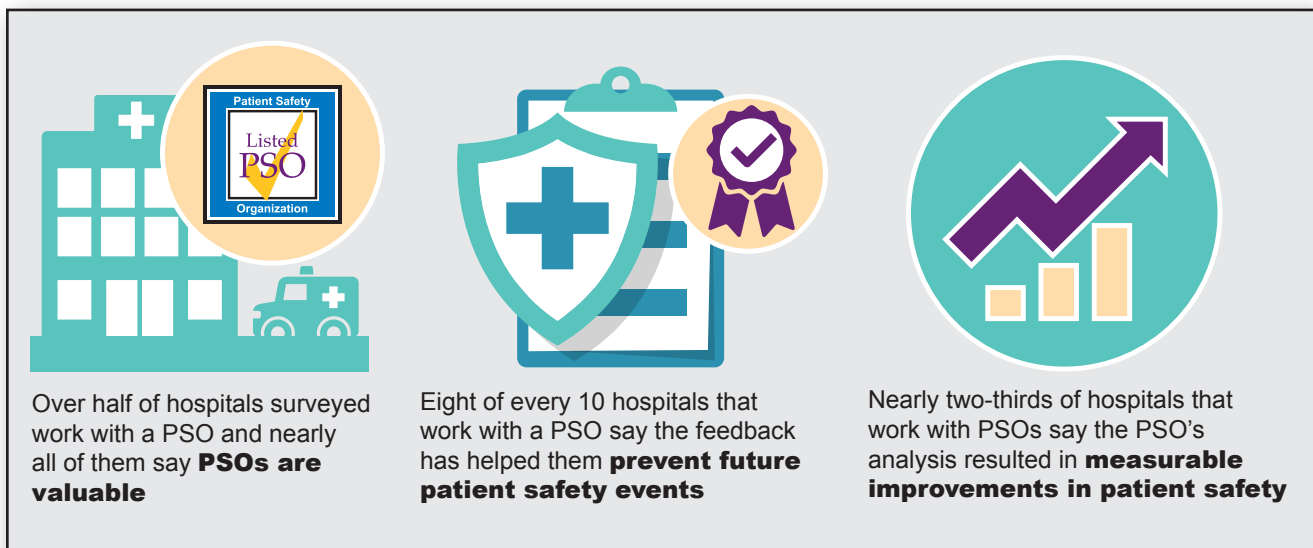 Patient Safety
Listed
PSO
Organization
Over half of hospitals surveyed
work with a PSO and nearly
all of them say PSOs are
valuable
Eight of every 10 hospitals that
work with a PSO say the feedback
has helped them prevent future
patient safety events
Nearly two-thirds of hospitals that
work with PSOs say the PSO’s
analysis resulted in measurable
improvements in patient safety